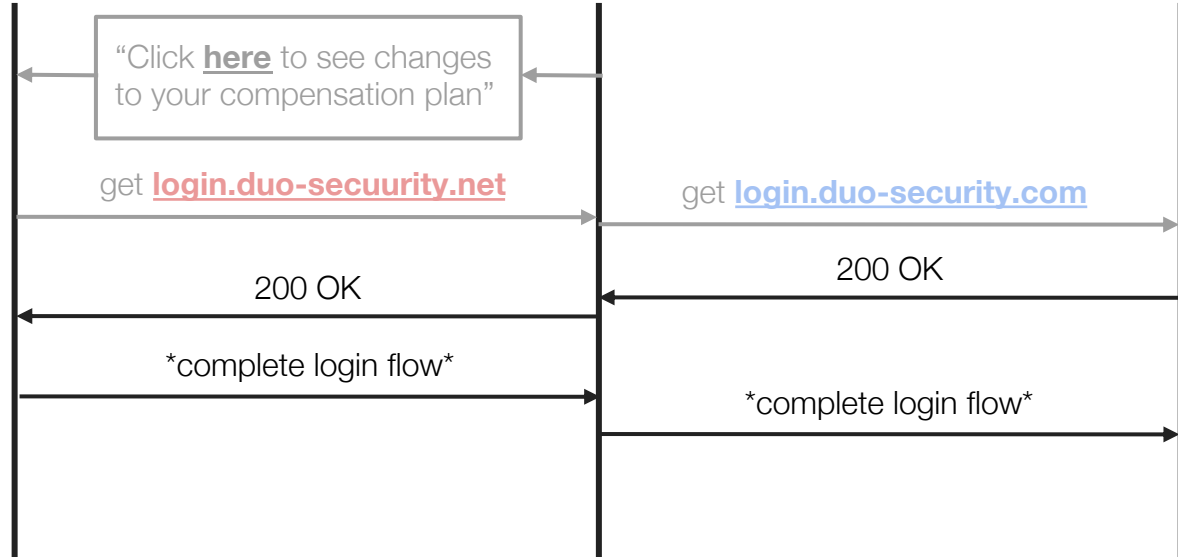 “Click here to see changes
to your compensation plan”
get login.duo-secuurity.net
get login.duo-security.com
200 OK
200 OK
*complete login flow*
*complete login flow*